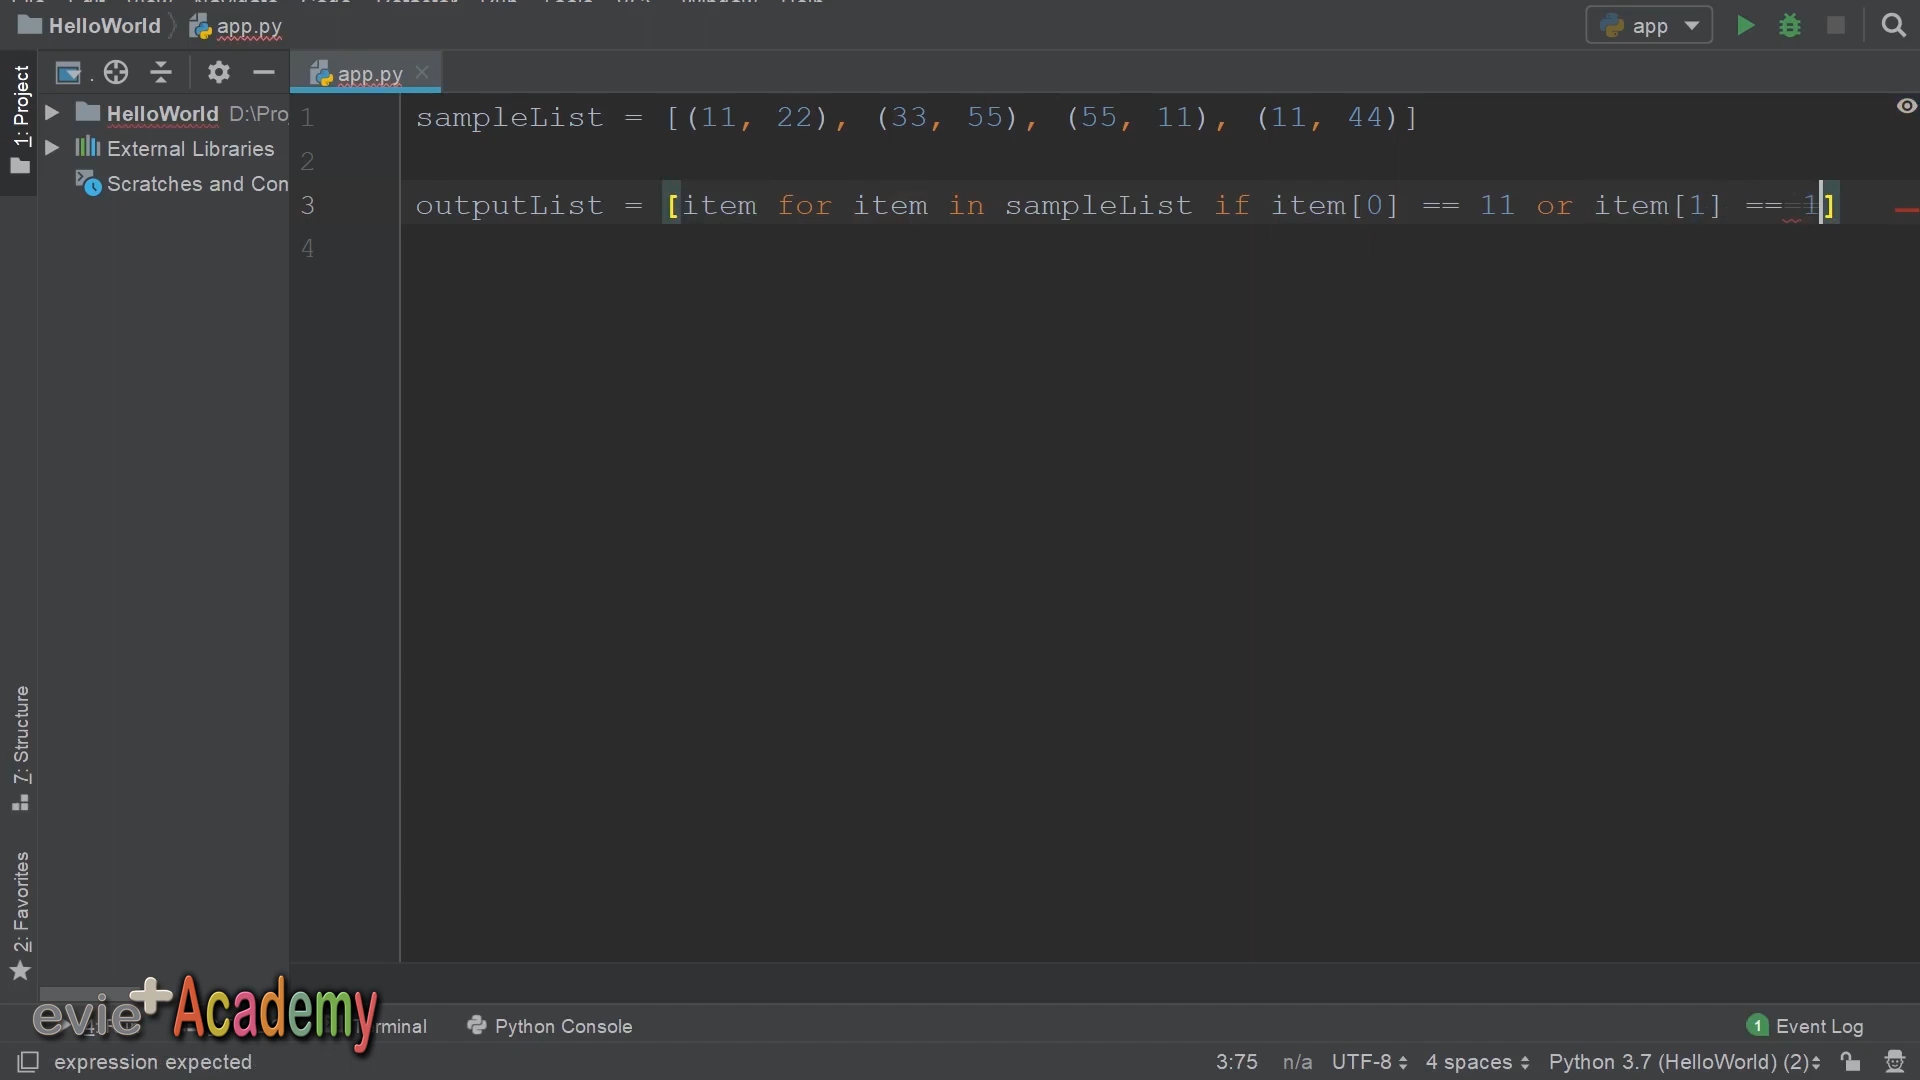 HelloWorld app.py app
1: Project
app.py
HelloWorld D:\Pro
External Libraries
Scratches and Con
1 sampleList = [(11, 22), (33, 55), (55, 11), (11, 44)]
2
3 outputList = [item for item in sampleList if item[0] == 11 or item[1] == 1]
4
7: Structure
2: Favorites
evie+Academy
Python Console
1 Event Log
expression expected 3:75 n/a UTF-8 4 spaces Python 3.7 (HelloWorld) (2)